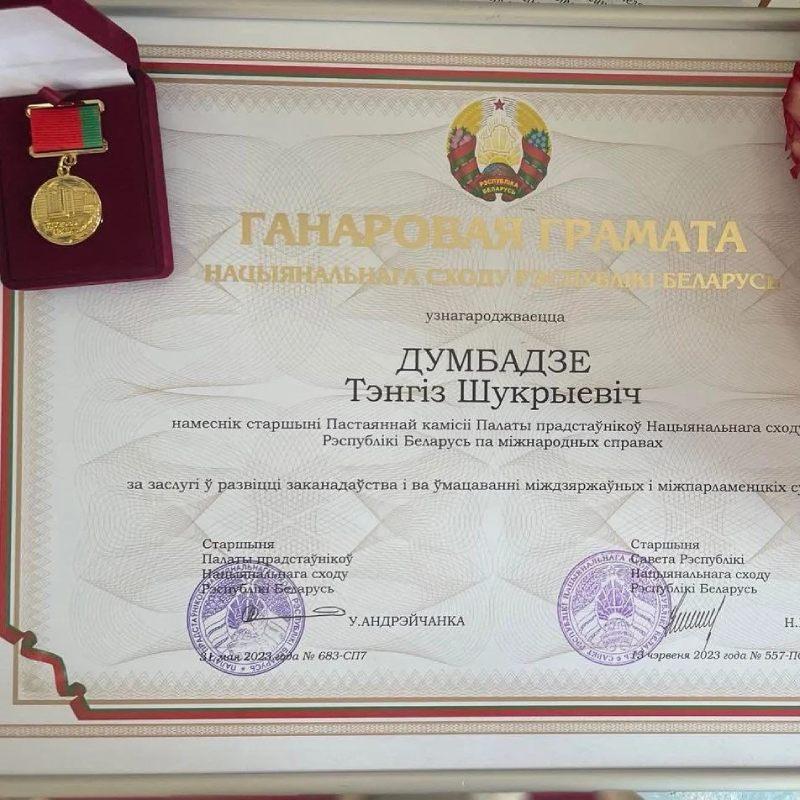 РЭСПУБЛІКА
БЕЛАРУСЬ
ГАНАРОВАЯ ГРАМАТА
НАЦЫЯНАЛЬНАГА СХОДУ РЭСПУБЛІКІ БЕЛАРУСЬ
узнагароджваецца
ДУМБАДЗЕ
Тэнгіз Шукрыевіч
намеснік старшыні Пастаяннай камісіі Палаты прадстаўнікоў Нацыянальнага сходу
Рэспублікі Беларусь па міжнародных справах
за заслугі ў развіцці заканадаўства і ва ўмацаванні міждзяржаўных і міжпарламенцкіх
Старшыня
Палаты прадстаўнікоў
Нацыянальнага сходу
Рэспублікі Беларусь
У.АНДРЭЙЧАНКА
31 мая 2023 года № 683-СП7
Старшыня
Савета Рэспублікі
Нацыянальнага сходу
Рэспублікі Беларусь
Н.
13 чэрвеня 2023 года № 557-П